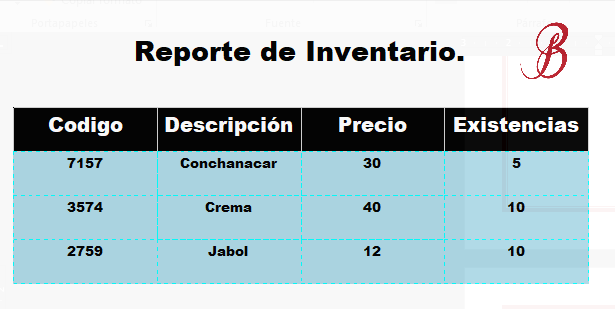 Reporte de Inventario.
B
Codigo Descripción Precio Existencias
7157 Conchanacar 30 5
3574 Crema 40 10
2759 Jabol 12 10